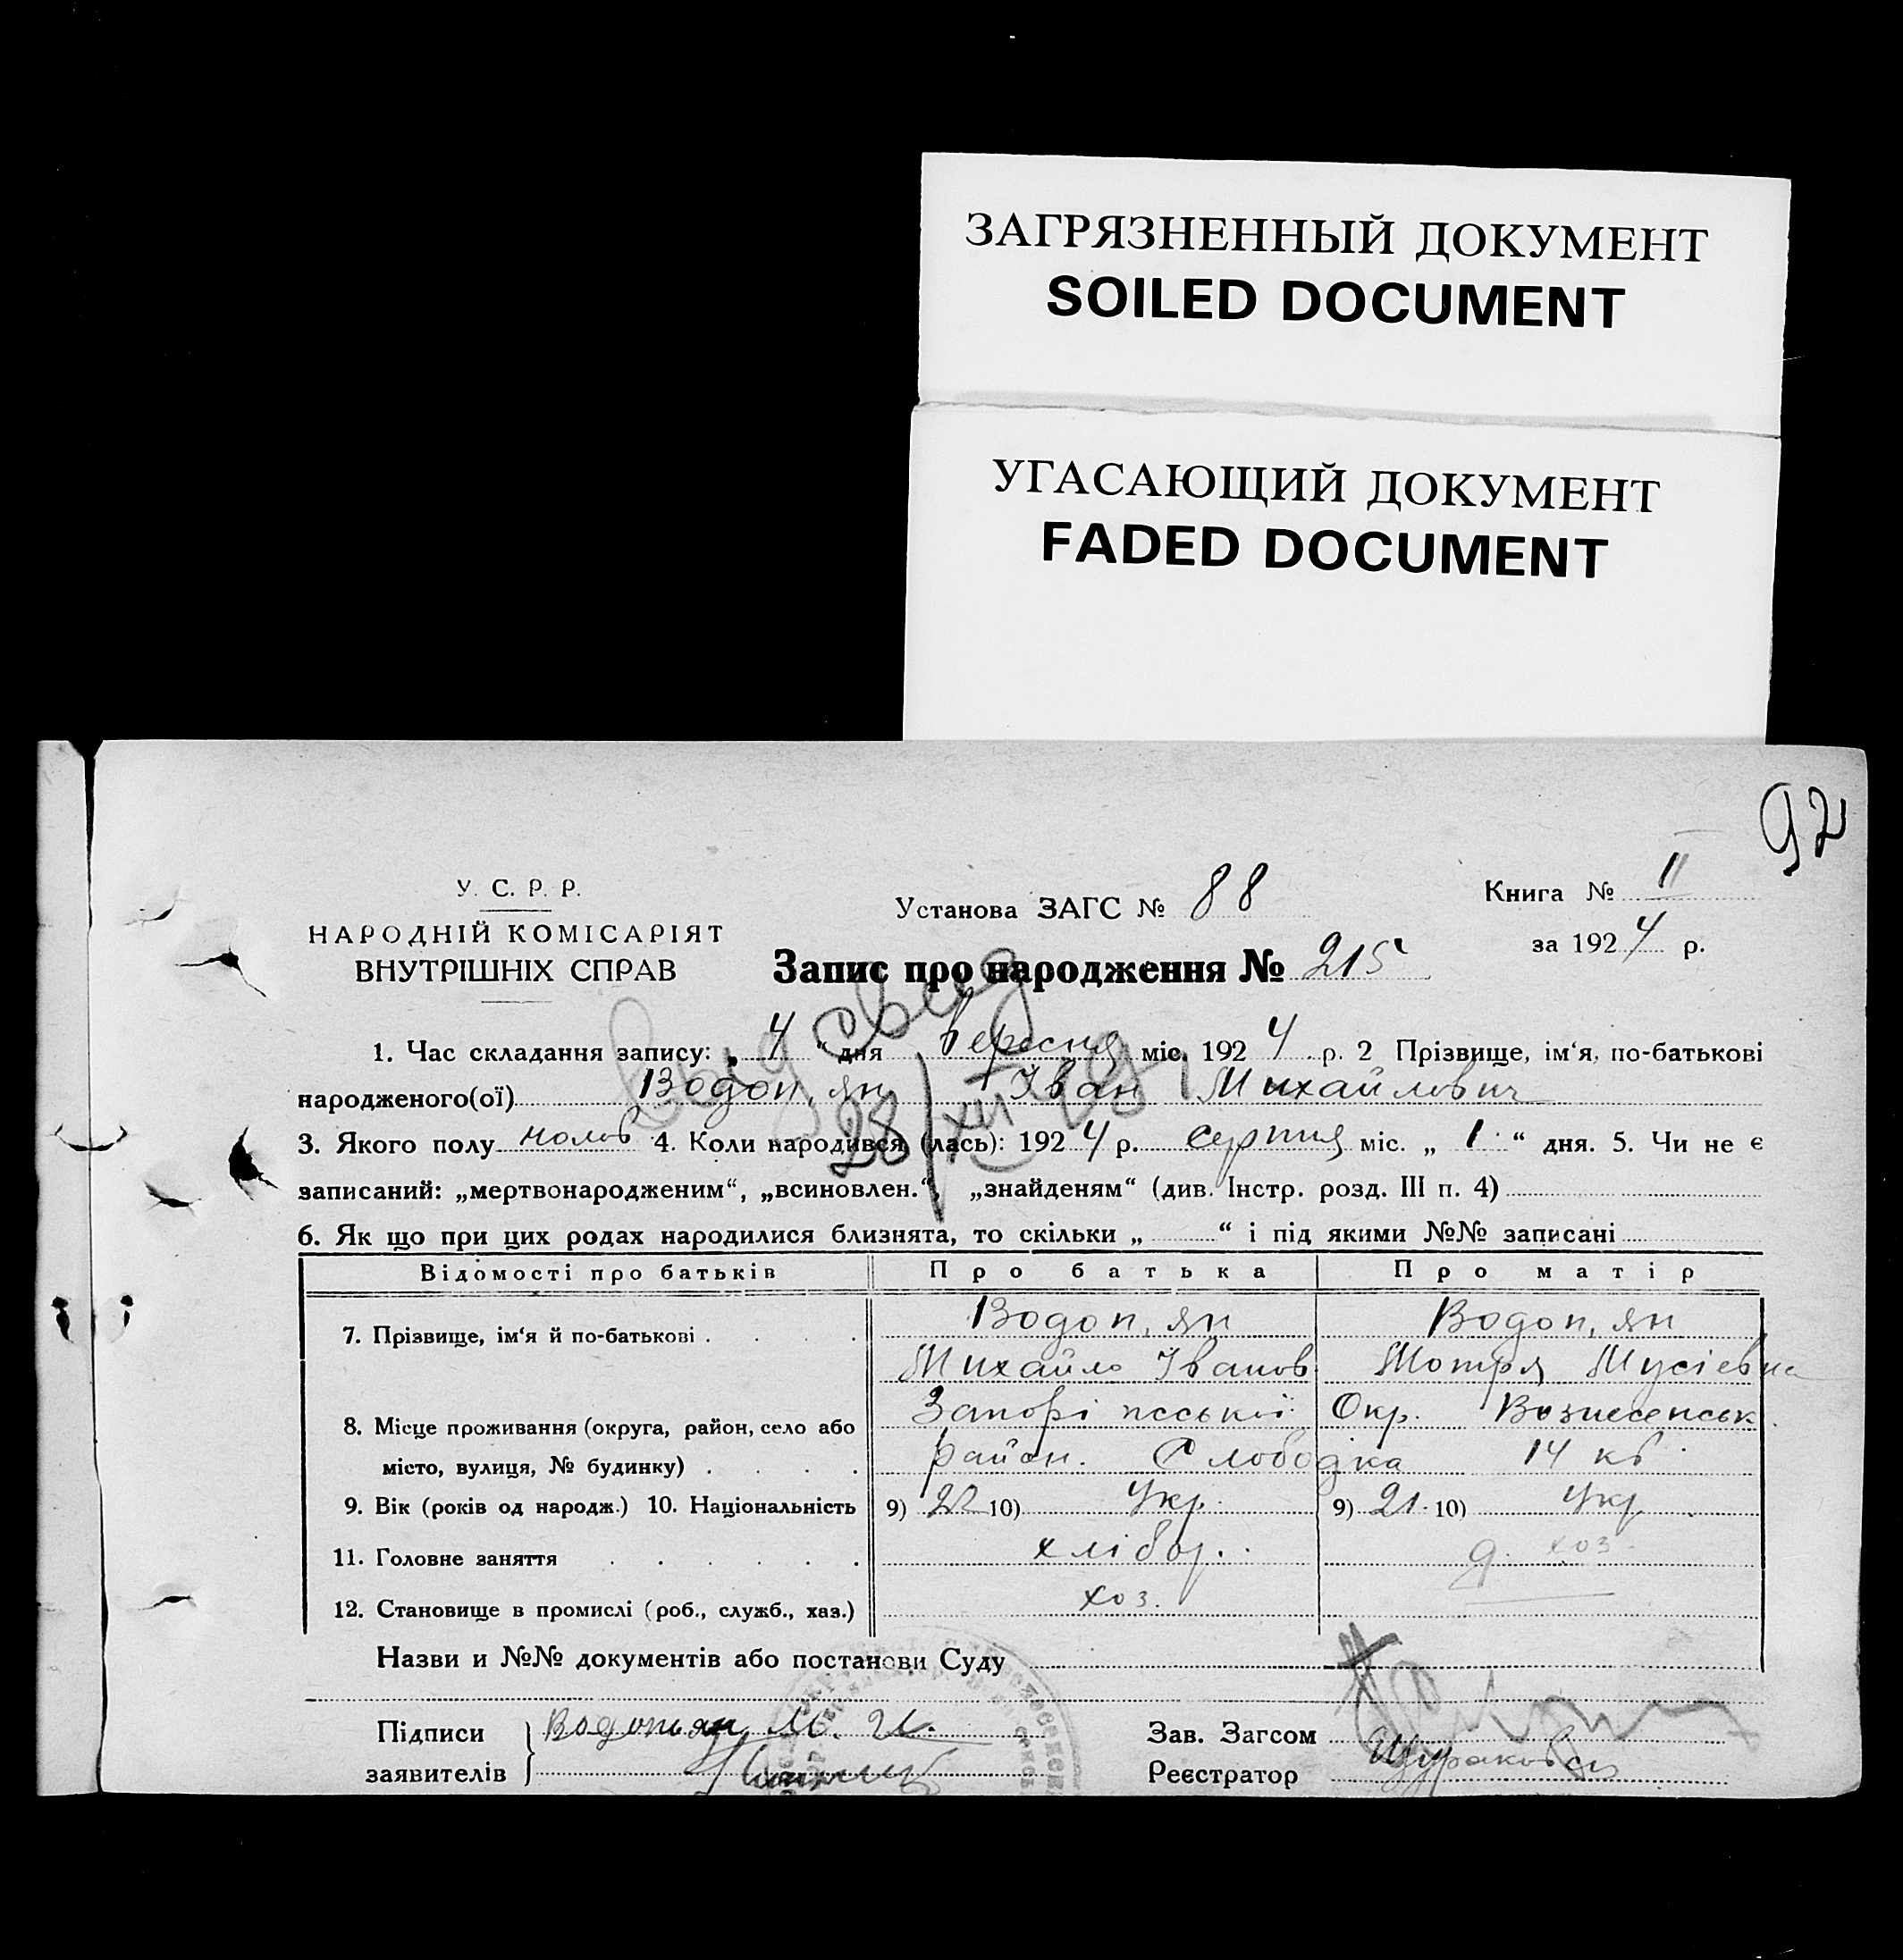 ЗАГРЯЗНЕННЫЙ ДОКУМЕНТ
SOILED DOCUMENT
УГАСАЮЩИЙ ДОКУМЕНТ
FADED DOCUMENT
92
У. С. Р. Р.
НАРОДНІЙ КОМІСАРІЯТ
ВНУТРІШНІХ СПРАВ
Установа ЗАГС № 88
Книга № II
за 1924 р.
Запис про народження № 215
1. Час складання запису: „4“ дня вересня міс. 1924 р. 2 Прізвище, ім‘я, по-батькові
народженого(ої) Водоп,ян Іван Михайлович
28/XII
3. Якого полу 4. Коли народився (лась): 1924 р. серпня міс. „1“ дня. 5. Чи не є
записаний: „мертвонародженим“, „всиновлен.“, „знайденям“ (див. Інстр. розд. III п. 4)
6. Як що при цих родах народилися близнята, то скільки „ “ і під якими №№ записані
Відомості про батьків Про батька Про матір
7. Прізвище, ім‘я й по-батькові . . . . Водоп,ян Водоп,ян
Михайло Іванов Мотря Мусіевна
8. Місце проживання (округа, район, село або Окр. Вознесенськ
місто, вулиця, № будинку) . . . . район. Слободка 14 кв
9. Вік (років од народж.) 10. Національність 9) 22 10) Укр. 9) 21. 10) Укр
11. Головне заняття . . . . . . хлібор. д. хоз.
12. Становище в промислі (роб., служб., хаз.) хоз.
Назви и №№ документів або постанови Суду
Підписи заявителів } Водопян М. И.
Зав. Загсом
Реєстратор